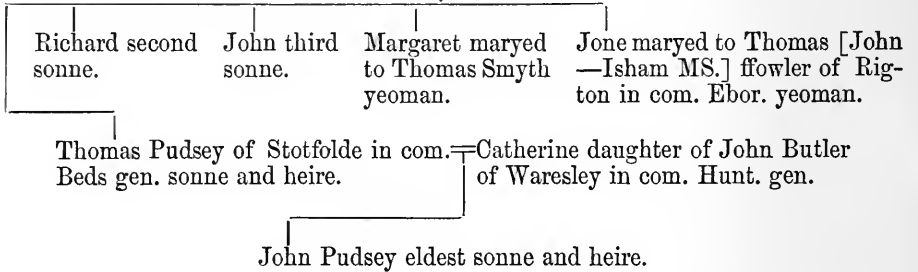 Richard second
sonne.
John third
sonne.
Margaret maryed
to Thomas Smyth
yeoman.
Jone maryed to Thomas [John
—Isham MS.] ffowler of Rig-
ton in com. Ebor. yeoman.
Thomas Pudsey of Stotfolde in com.
Beds gen. sonne and heire.
Catherine daughter of John Butler
of Waresley in com. Hunt. gen.
John Pudsey eldest sonne and heire.